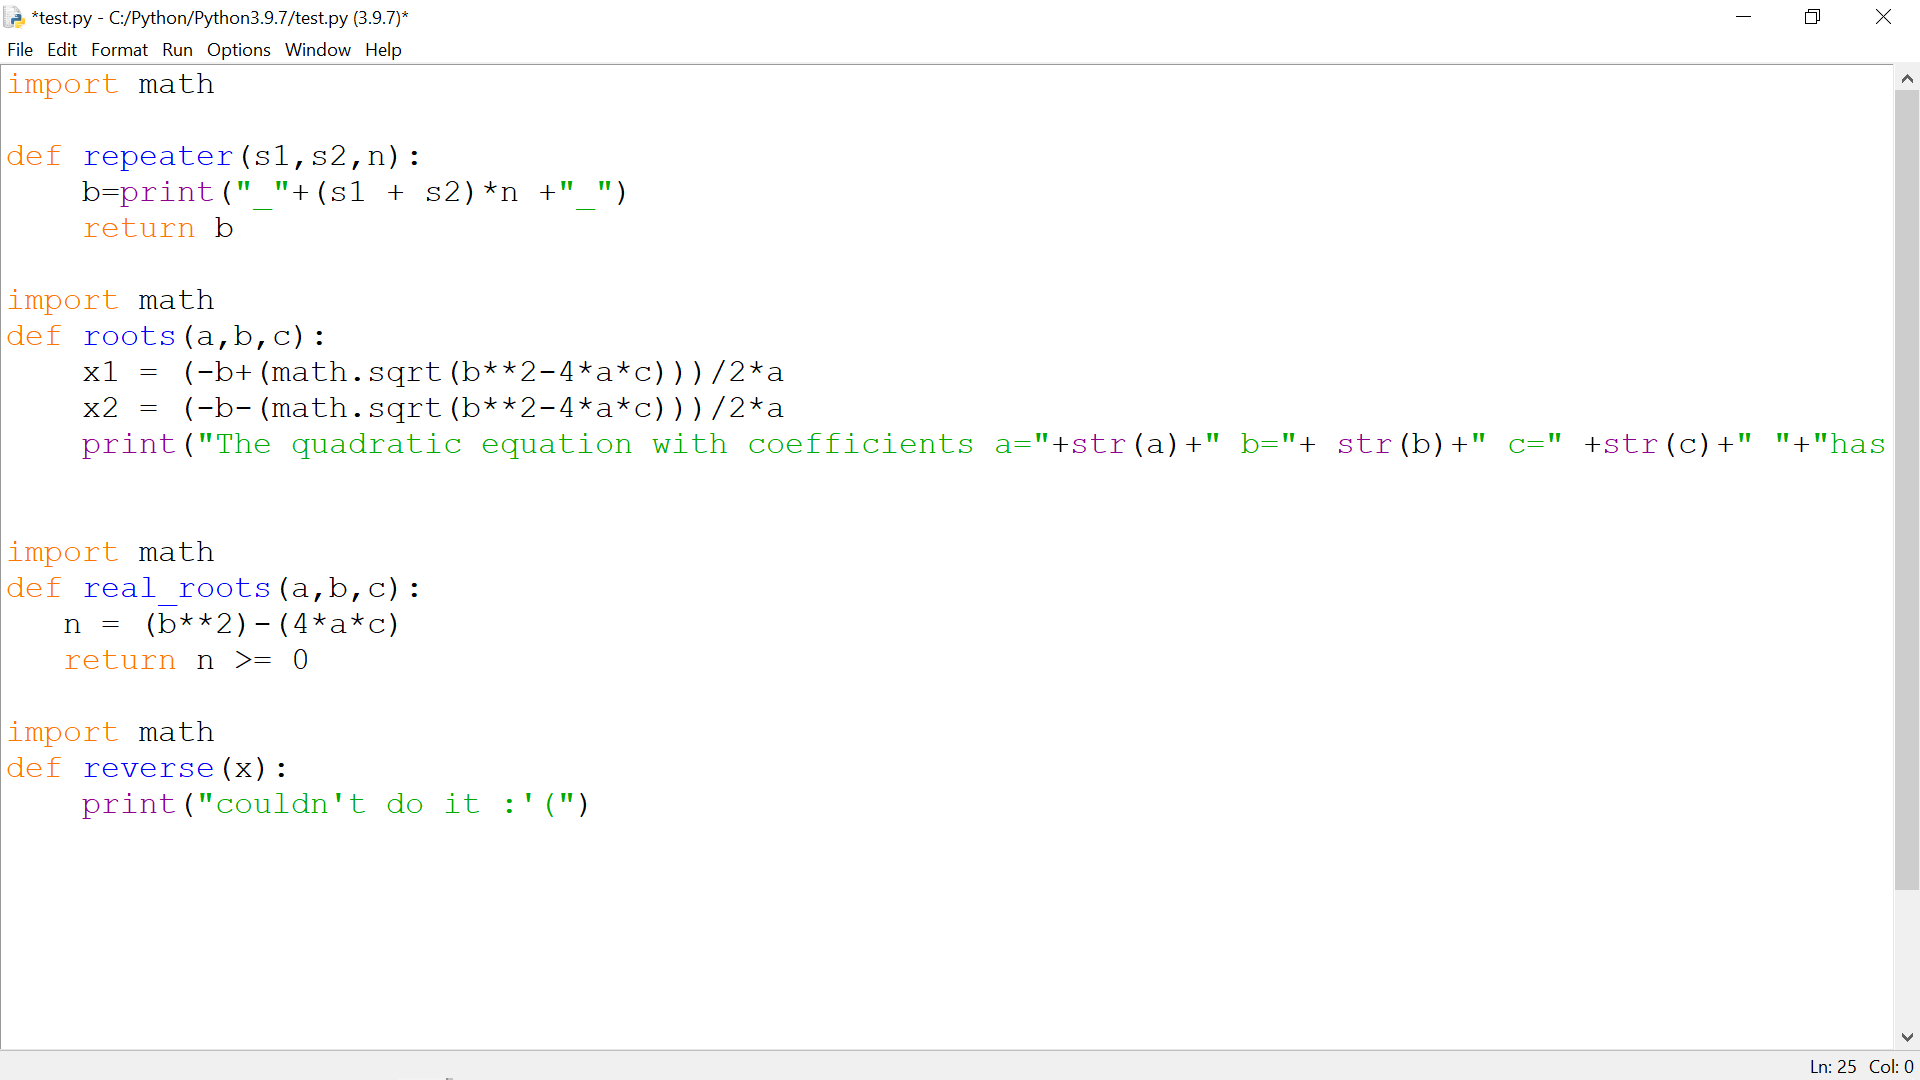 *test.py - C:/Python/Python3.9.7/test.py (3.9.7)*
File Edit Format Run Options Window Help
import math
def repeater(s1,s2,n):
    b=print("_"+(s1 + s2)*n +"_")
    return b
import math
def roots(a,b,c):
    x1 = (-b+(math.sqrt(b**2-4*a*c)))/2*a
    x2 = (-b-(math.sqrt(b**2-4*a*c)))/2*a
    print("The quadratic equation with coefficients a="+str(a)+" b="+ str(b)+" c=" +str(c)+" "+"has
import math
def real_roots(a,b,c):
   n = (b**2)-(4*a*c)
   return n >= 0
import math
def reverse(x):
    print("couldn't do it :'(")
Ln: 25 Col: 0